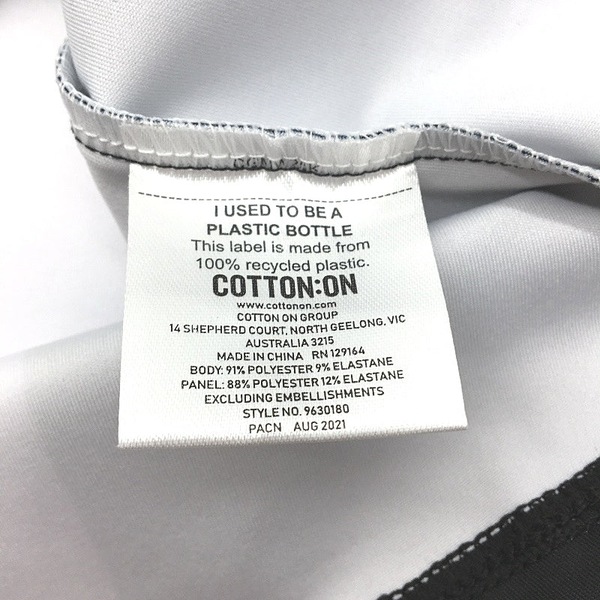 I USED TO BE A
PLASTIC BOTTLE
This label is made from
100% recycled plastic.
COTTON:ON
www.cottonon.com
COTTON ON GROUP
14 SHEPHERD COURT, NORTH GEELONG, VIC
AUSTRALIA 3215
MADE IN CHINA RN 129164
BODY: 91% POLYESTER 9% ELASTANE
PANEL: 88% POLYESTER 12% ELASTANE
EXCLUDING EMBELLISHMENTS
STYLE NO. 9630180
PACN AUG 2021